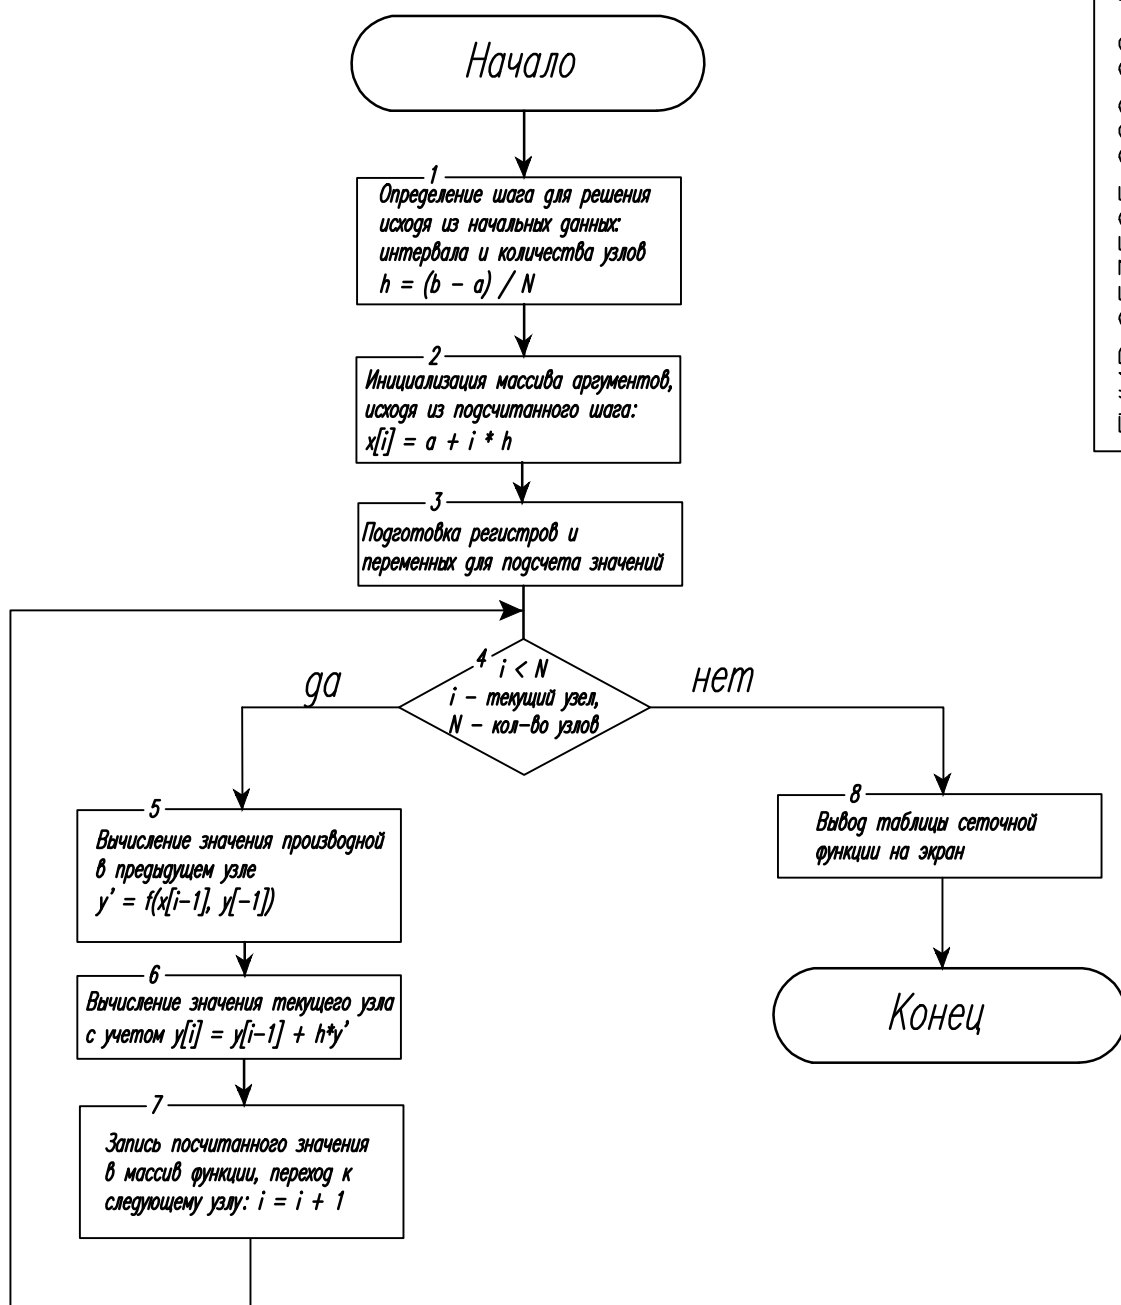 Начало
1
Определение шага для решения
исходя из начальных данных:
интервала и количества узлов
h = (b - a) / N
2
Инициализация массива аргументов,
исходя из подсчитанного шага:
x[i] = a + i * h
3
Подготовка регистров и
переменных для подсчета значений
4
i < N
i - текущий узел,
N - кол-во узлов
да
нет
5
Вычисление значения производной
в предыдущем узле
y' = f(x[i-1], y[-1])
6
Вычисление значения текущего узла
с учетом y[i] = y[i-1] + h*y'
7
Запись посчитанного значения
в массив функции, переход к
следующему узлу: i = i + 1
8
Вывод таблицы сеточной
функции на экран
Конец